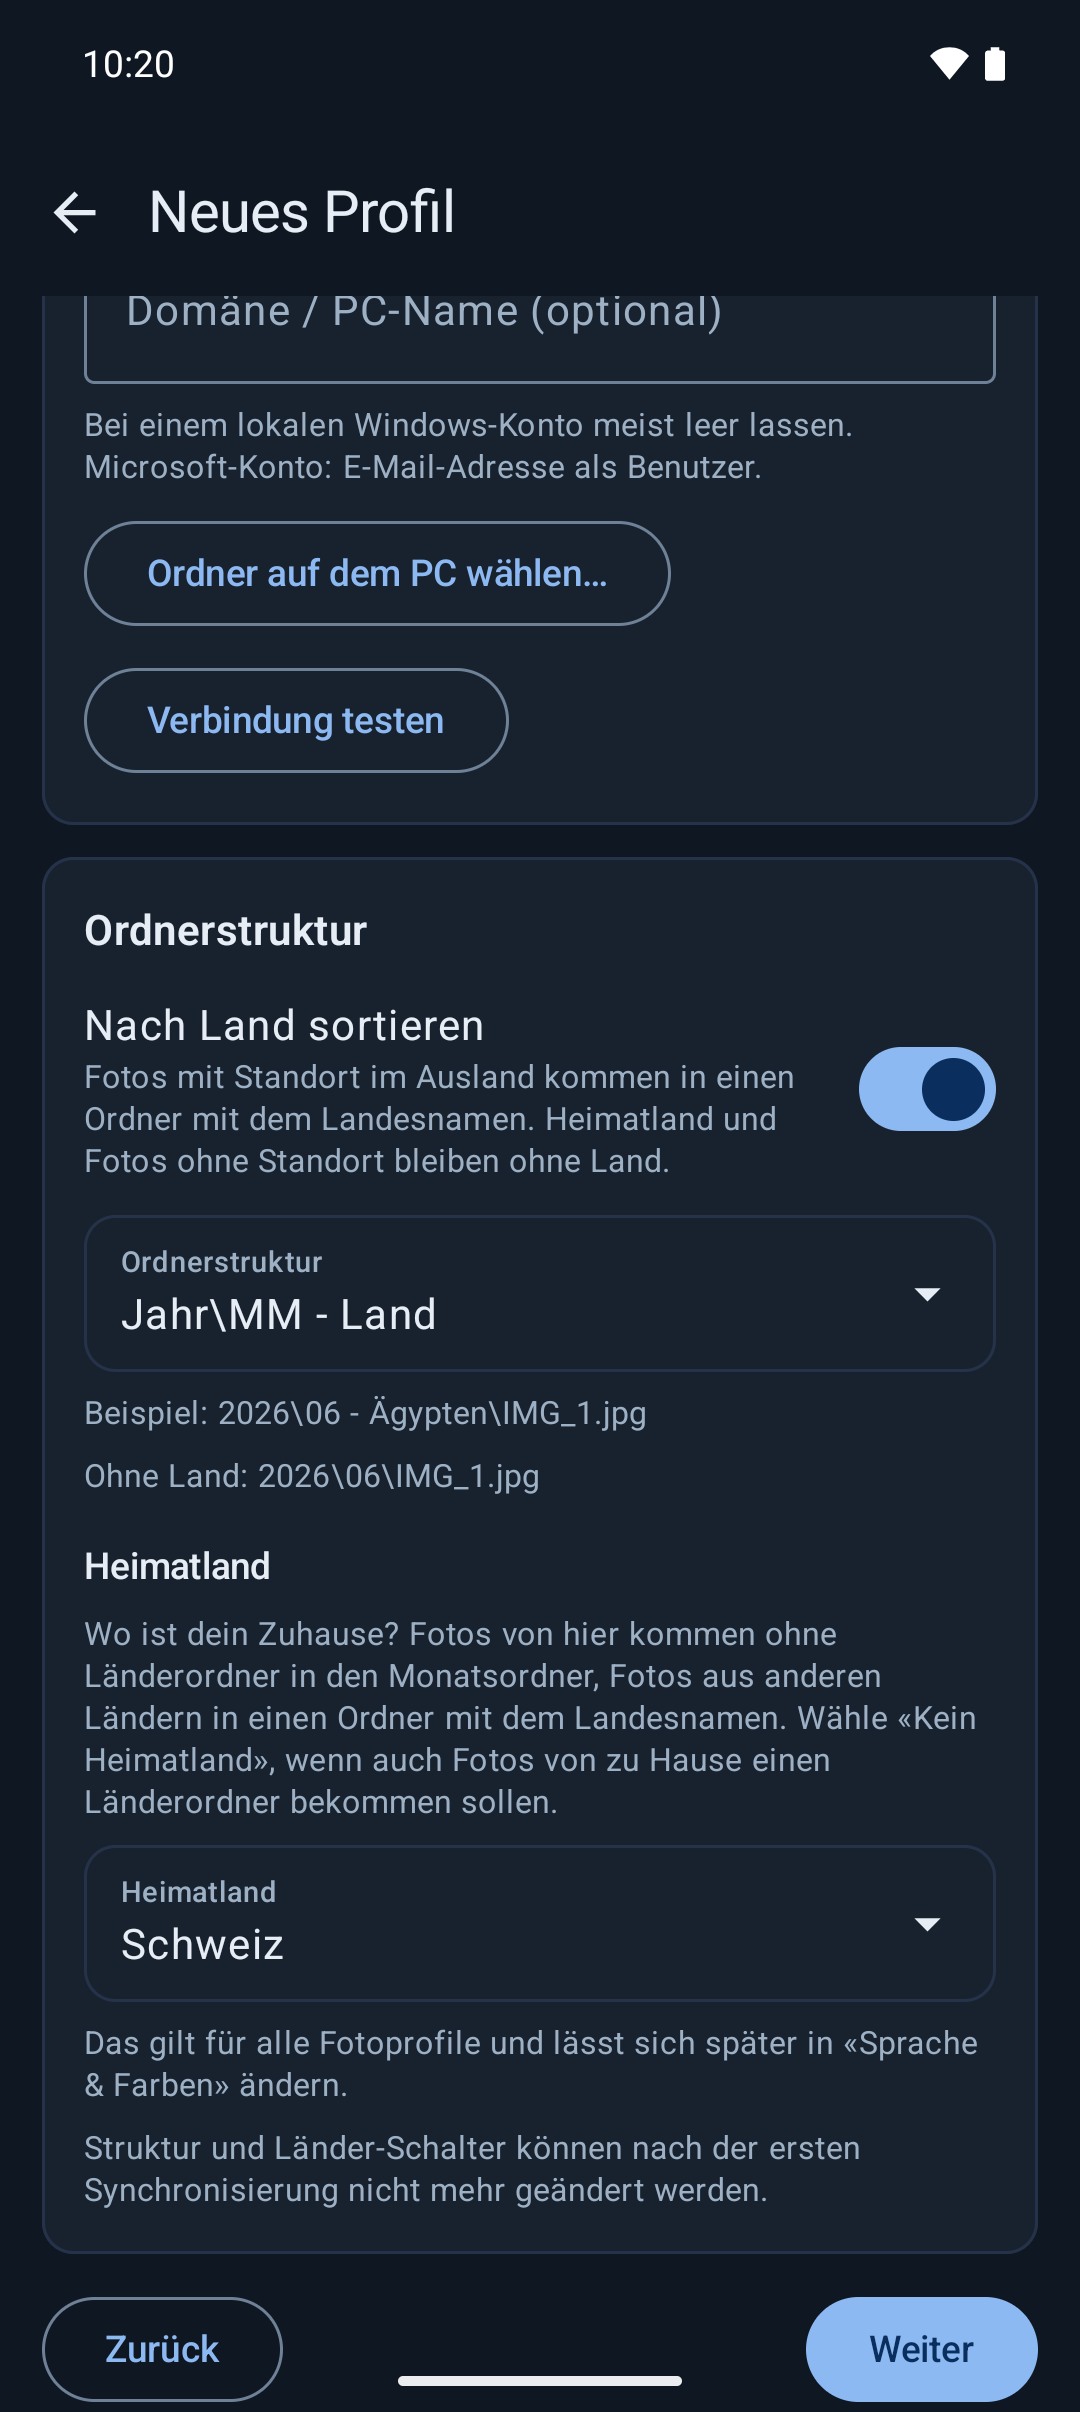 10:20
Neues Profil
Domäne / PC-Name (optional)
Bei einem lokalen Windows-Konto meist leer lassen.
Microsoft-Konto: E-Mail-Adresse als Benutzer.
Ordner auf dem PC wählen…
Verbindung testen
Ordnerstruktur
Nach Land sortieren
Fotos mit Standort im Ausland kommen in einen
Ordner mit dem Landesnamen. Heimatland und
Fotos ohne Standort bleiben ohne Land.
Ordnerstruktur
Jahr\MM - Land
Beispiel: 2026\06 - Ägypten\IMG_1.jpg
Ohne Land: 2026\06\IMG_1.jpg
Heimatland
Wo ist dein Zuhause? Fotos von hier kommen ohne
Länderordner in den Monatsordner, Fotos aus anderen
Ländern in einen Ordner mit dem Landesnamen. Wähle «Kein
Heimatland», wenn auch Fotos von zu Hause einen
Länderordner bekommen sollen.
Heimatland
Schweiz
Das gilt für alle Fotoprofile und lässt sich später in «Sprache
& Farben» ändern.
Struktur und Länder-Schalter können nach der ersten
Synchronisierung nicht mehr geändert werden.
Zurück
Weiter